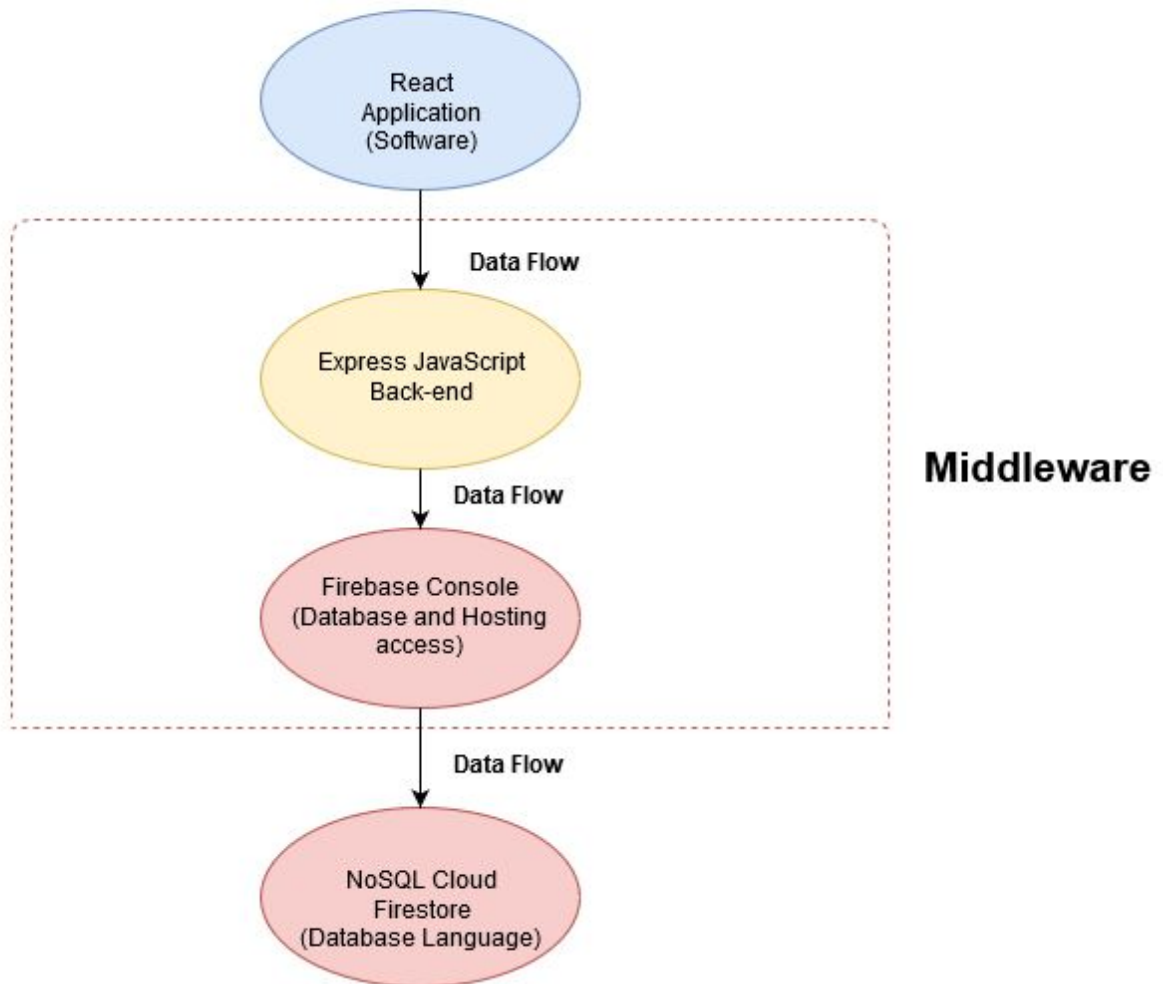 React
Application
(Software)
Data Flow
Express JavaScript
Back-end
Middleware
Data Flow
Firebase Console
(Database and Hosting
access)
Data Flow
NoSQL Cloud
Firestore
(Database Language)